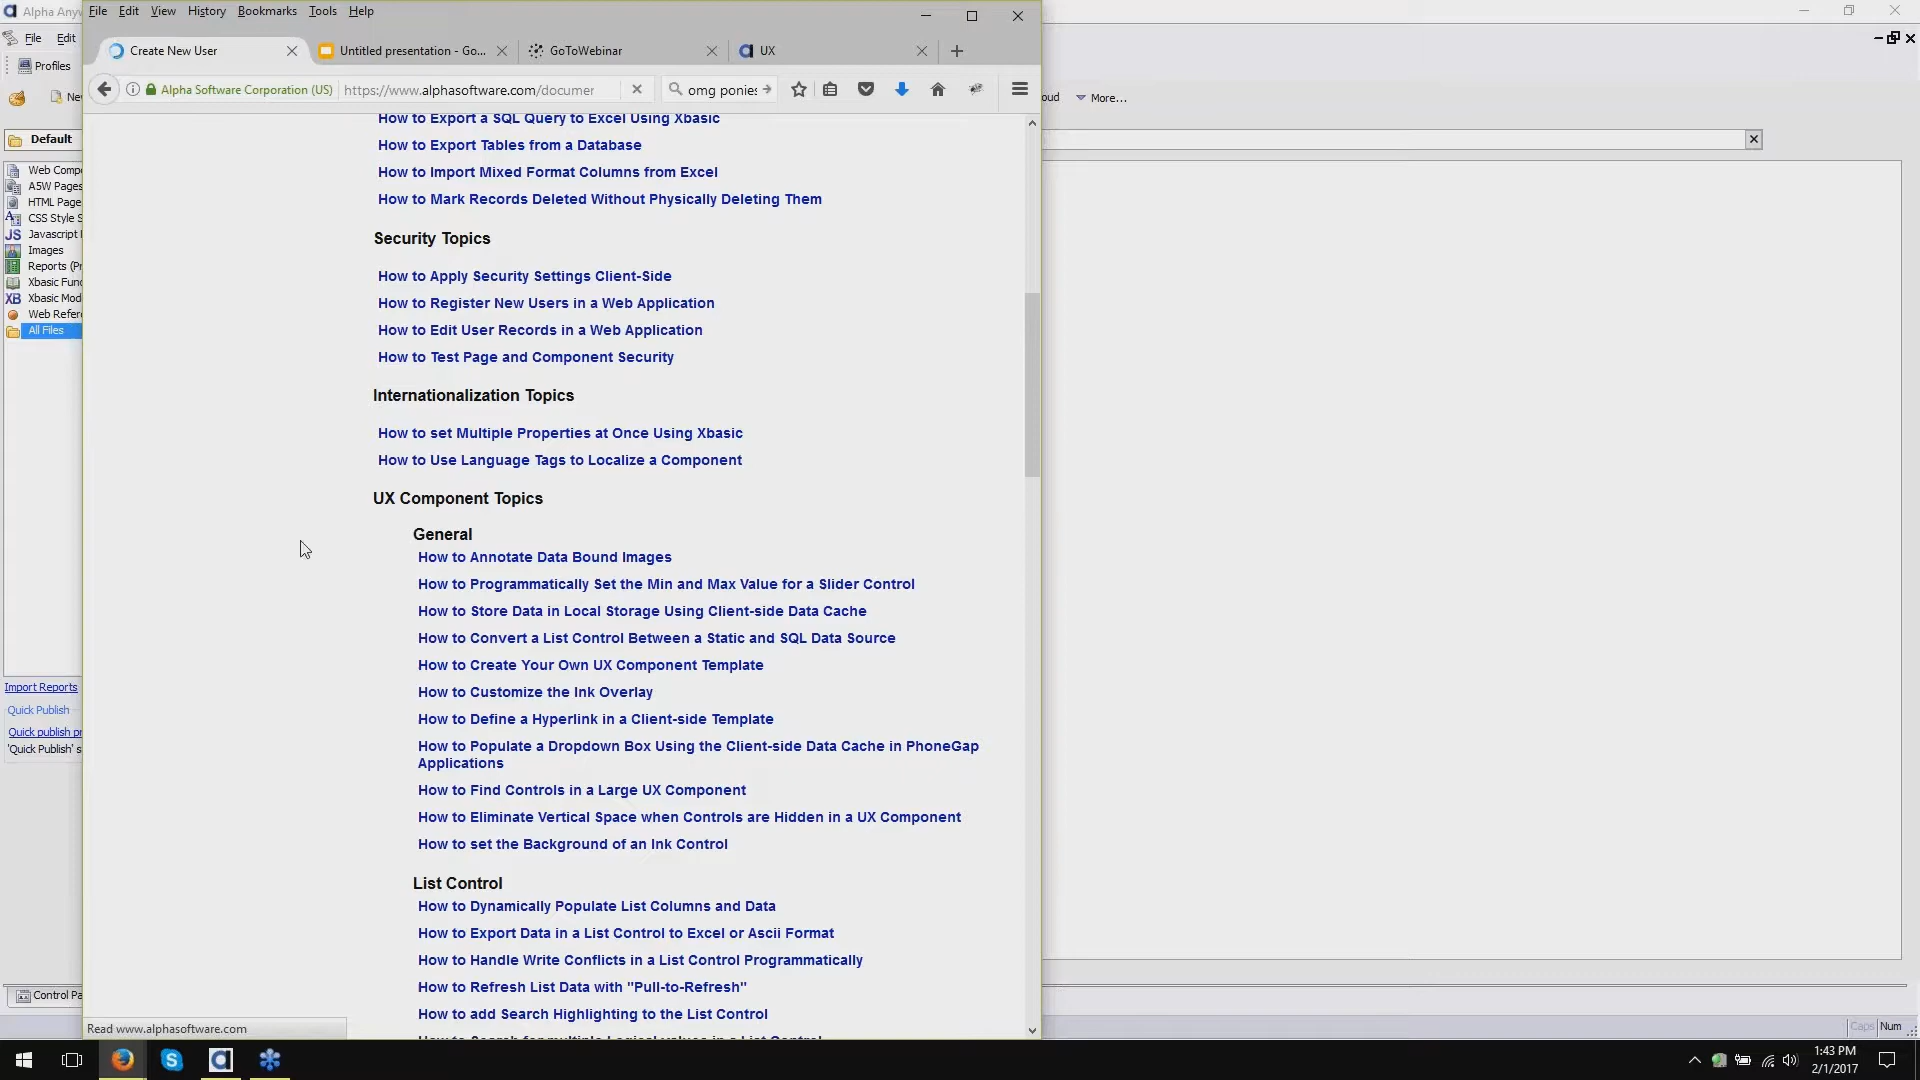 Alpha Any
File Edit View History Bookmarks Tools Help
File Edit
Create New User
Untitled presentation - Go...
GoToWebinar
UX
Profiles
Alpha Software Corporation (US)
https://www.alphasoftware.com/documer
omg ponies
New
oud
More...
Default
Web Compo
A5W Pages
HTML Page
CSS Style S
JS Javascript
Images
Reports (Pr
Xbasic Func
XB Xbasic Mod
Web Refer
All Files
Import Reports
Quick Publish
Quick publish pr
'Quick Publish' s
Control Pa
How to Export a SQL Query to Excel Using Xbasic
How to Export Tables from a Database
How to Import Mixed Format Columns from Excel
How to Mark Records Deleted Without Physically Deleting Them
Security Topics
How to Apply Security Settings Client-Side
How to Register New Users in a Web Application
How to Edit User Records in a Web Application
How to Test Page and Component Security
Internationalization Topics
How to set Multiple Properties at Once Using Xbasic
How to Use Language Tags to Localize a Component
UX Component Topics
General
How to Annotate Data Bound Images
How to Programmatically Set the Min and Max Value for a Slider Control
How to Store Data in Local Storage Using Client-side Data Cache
How to Convert a List Control Between a Static and SQL Data Source
How to Create Your Own UX Component Template
How to Customize the Ink Overlay
How to Define a Hyperlink in a Client-side Template
How to Populate a Dropdown Box Using the Client-side Data Cache in PhoneGap
Applications
How to Find Controls in a Large UX Component
How to Eliminate Vertical Space when Controls are Hidden in a UX Component
How to set the Background of an Ink Control
List Control
How to Dynamically Populate List Columns and Data
How to Export Data in a List Control to Excel or Ascii Format
How to Handle Write Conflicts in a List Control Programmatically
How to Refresh List Data with "Pull-to-Refresh"
How to add Search Highlighting to the List Control
How to Search for multiple Logical values in a List Control
Read www.alphasoftware.com
Caps Num
1:43 PM
2/1/2017